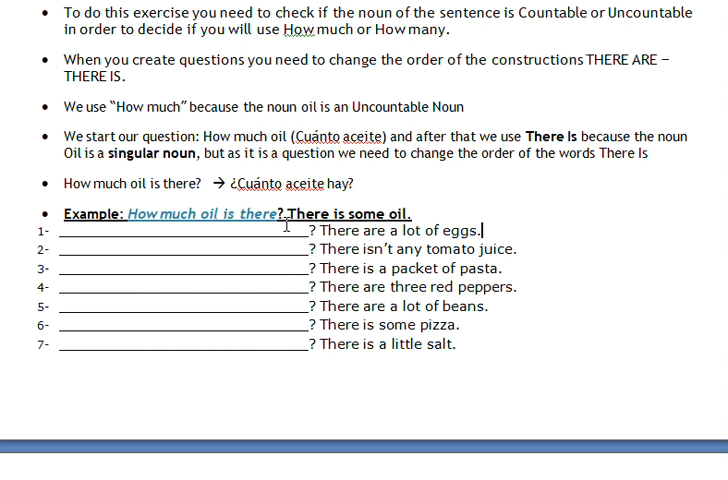 • To do this exercise you need to check if the noun of the sentence is Countable or Uncountable
in order to decide if you will use How much or How many.
• When you create questions you need to change the order of the constructions THERE ARE –
THERE IS.
• We use "How much" because the noun oil is an Uncountable Noun
• We start our question: How much oil (Cuánto aceite) and after that we use There Is because the noun
Oil is a singular noun, but as it is a question we need to change the order of the words There Is
• How much oil is there? → ¿Cuánto aceite hay?
• Example: How much oil is there? There is some oil.
1- ______________________________? There are a lot of eggs.
2- ______________________________? There isn't any tomato juice.
3- ______________________________? There is a packet of pasta.
4- ______________________________? There are three red peppers.
5- ______________________________? There are a lot of beans.
6- ______________________________? There is some pizza.
7- ______________________________? There is a little salt.